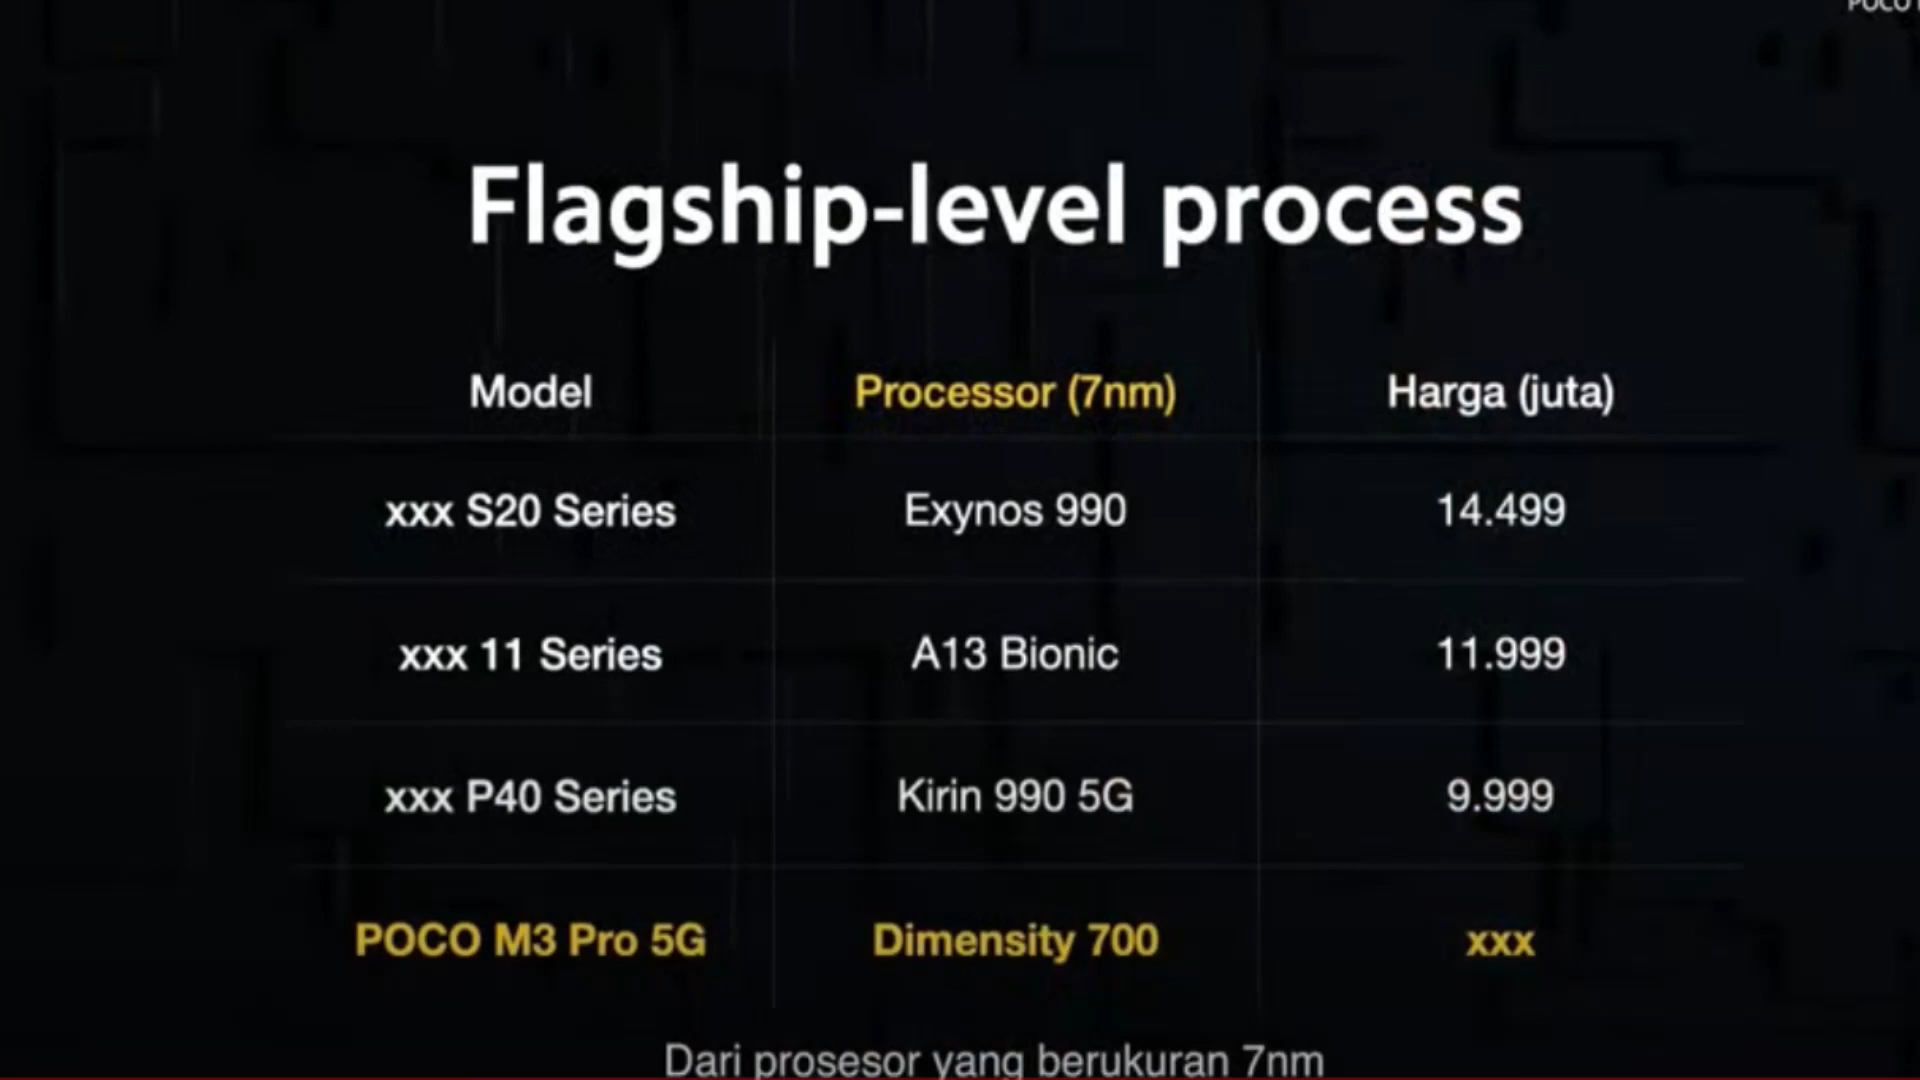 POCO
Flagship-level process
Model Processor (7nm) Harga (juta)
xxx S20 Series Exynos 990 14.499
xxx 11 Series A13 Bionic 11.999
xxx P40 Series Kirin 990 5G 9.999
POCO M3 Pro 5G Dimensity 700 xxx
Dari prosesor yang berukuran 7nm